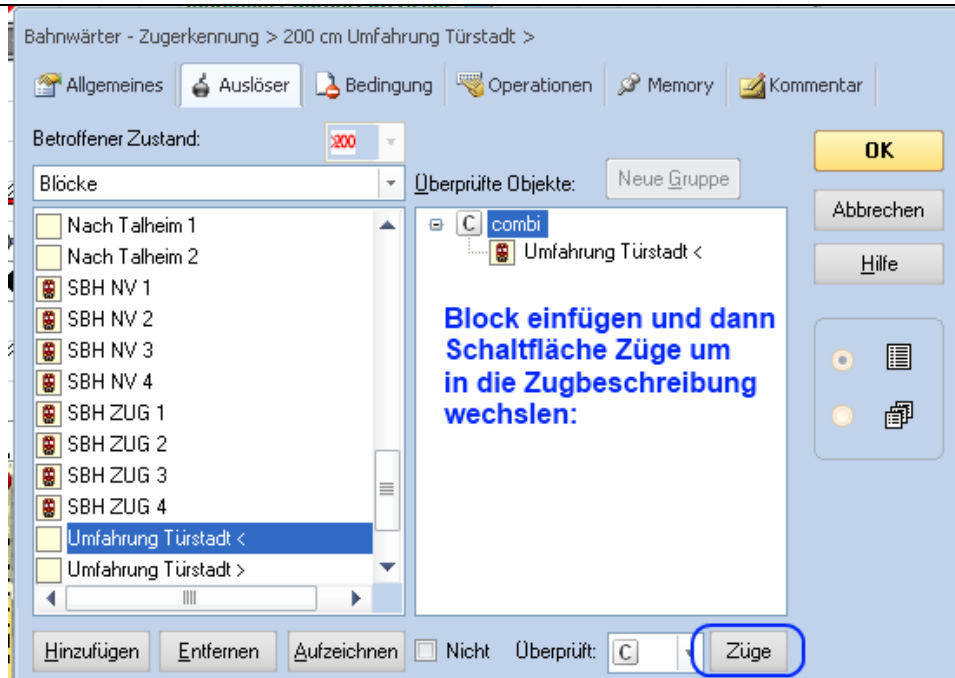 Bahnwärter - Zugerkennung > 200 cm Umfahrung Türstadt >
Allgemeines Auslöser Bedingung Operationen Memory Kommentar
Betroffener Zustand:
>200
OK
Blöcke
Überprüfte Objekte:
Neue Gruppe
Abbrechen
Hilfe
Nach Talheim 1
Nach Talheim 2
SBH NV 1
SBH NV 2
SBH NV 3
SBH NV 4
SBH ZUG 1
SBH ZUG 2
SBH ZUG 3
SBH ZUG 4
Umfahrung Türstadt <
Umfahrung Türstadt >
C combi
Umfahrung Türstadt <
Block einfügen und dann
Schaltfläche Züge um
in die Zugbeschreibung
wechslen:
Hinzufügen Entfernen Aufzeichnen Nicht Überprüft: C Züge